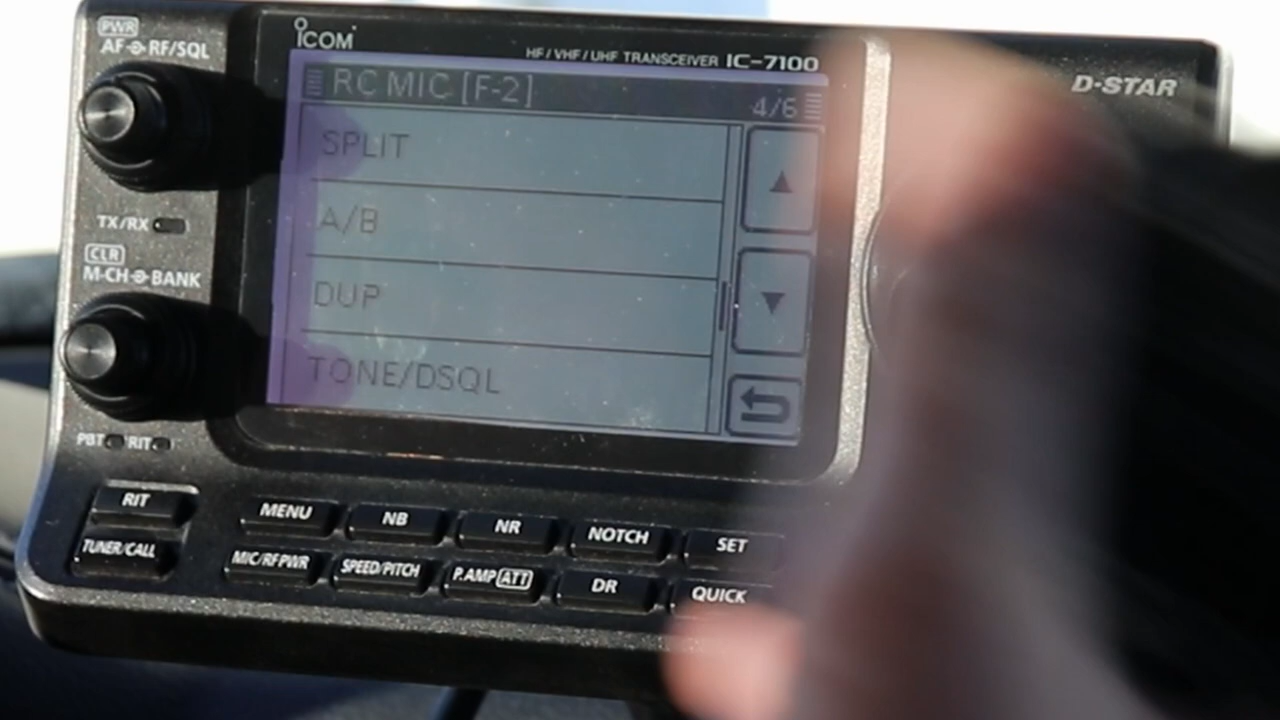 PWR
AF RF/SQL
ICOM
HF/VHF/UHF TRANSCEIVER IC-7100
D-STAR
RC MIC [F-2]
4/6
SPLIT
A/B
DUP
TONE/DSQL
TX/RX
CLR
M-CH BANK
PBT RIT
RIT
MENU
NB
NR
NOTCH
SET
TUNER/CALL
MIC/RF PWR
SPEED/PITCH
P.AMP ATT
DR
QUICK